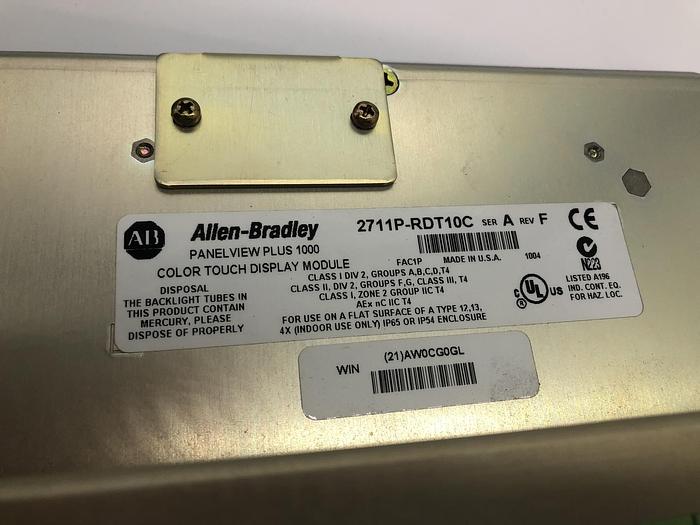 AB
Allen-Bradley
2711P-RDT10C SER A REV F
CE
PANELVIEW PLUS 1000
COLOR TOUCH DISPLAY MODULE
FAC1P MADE IN U.S.A. 1004
N223
DISPOSAL
THE BACKLIGHT TUBES IN
THIS PRODUCT CONTAIN
MERCURY, PLEASE
DISPOSE OF PROPERLY
CLASS I DIV 2, GROUPS A,B,C,D,T4
CLASS II, DIV 2, GROUPS F,G, CLASS III, T4
CLASS I, ZONE 2 GROUP IIC T4
AEx nC IIC T4
FOR USE ON A FLAT SURFACE OF A TYPE 12,13,
4X (INDOOR USE ONLY) IP65 OR IP54 ENCLOSURE
C UL US
LISTED A196
IND. CONT. EQ.
FOR HAZ. LOC.
WIN (21)AW0CG0GL